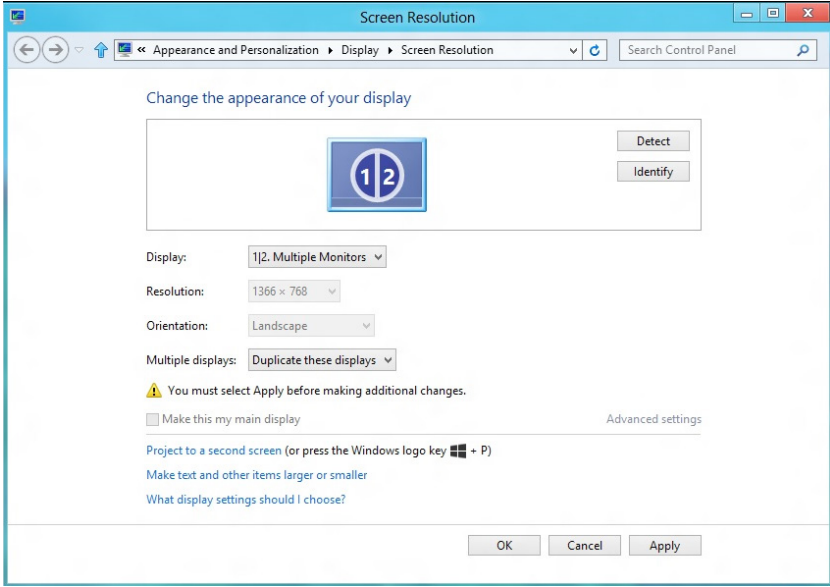 Screen Resolution
« Appearance and Personalization ▸ Display ▸ Screen Resolution
Search Control Panel
Change the appearance of your display
1|2
Detect
Identify
Display: 1|2. Multiple Monitors
Resolution: 1366 × 768
Orientation: Landscape
Multiple displays: Duplicate these displays
You must select Apply before making additional changes.
Make this my main display Advanced settings
Project to a second screen (or press the Windows logo key + P)
Make text and other items larger or smaller
What display settings should I choose?
OK Cancel Apply